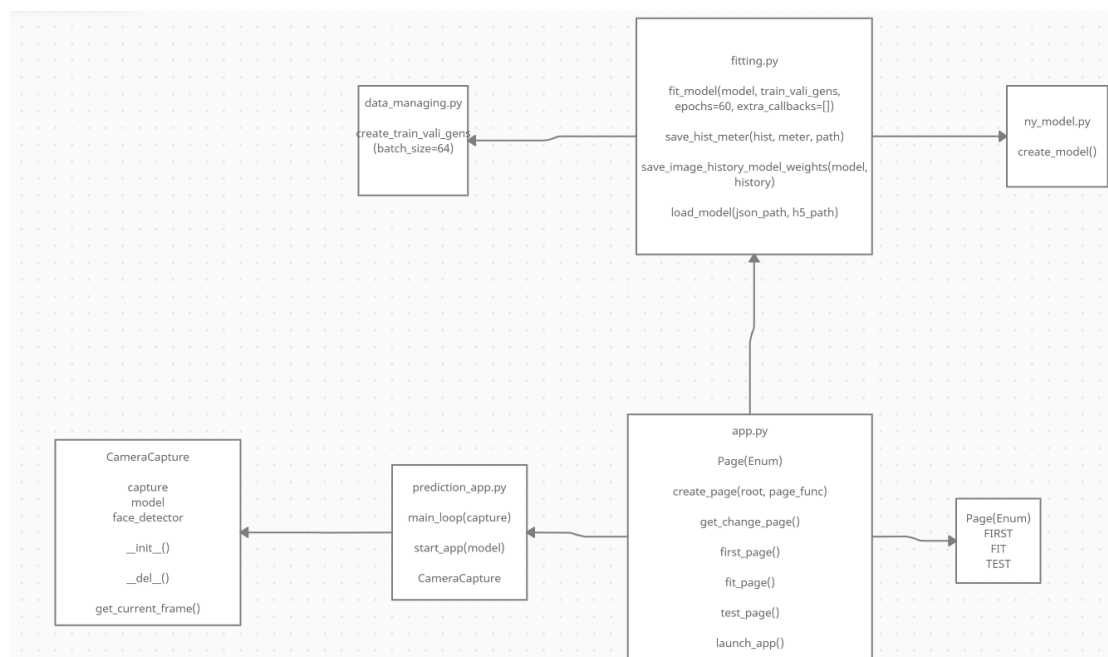 fitting.py
fit_model(model, train_vali_gens,
epochs=60, extra_callbacks=[])
save_hist_meter(hist, meter, path)
save_image_history_model_weights(model,
history)
load_model(json_path, h5_path)
data_managing.py
create_train_vali_gens
(batch_size=64)
ny_model.py
create_model()
CameraCapture
capture
model
face_detector
__init__()
__del__()
get_current_frame()
prediction_app.py
main_loop(capture)
start_app(model)
CameraCapture
app.py
Page(Enum)
create_page(root, page_func)
get_change_page()
first_page()
fit_page()
test_page()
launch_app()
Page(Enum)
FIRST
FIT
TEST